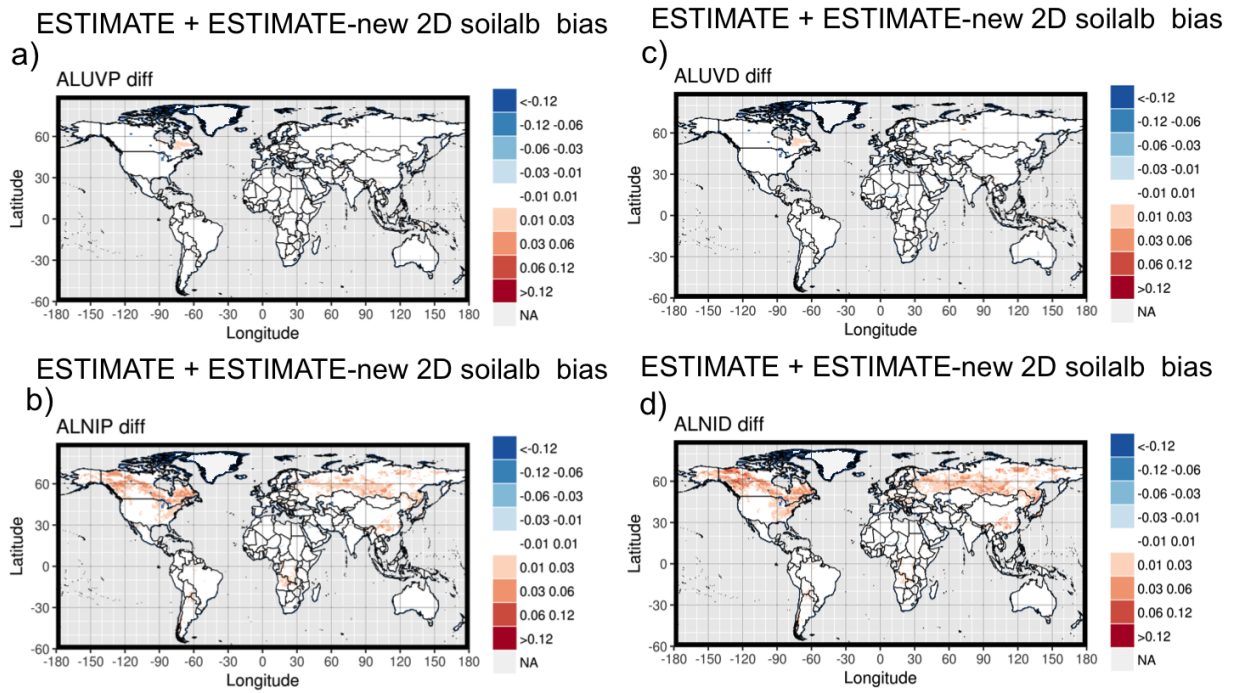 ESTIMATE + ESTIMATE-new 2D soilalb  bias
a)
ALUVP diff
60
30
0
-30
-60
Latitude
-180 -150 -120 -90 -60 -30 0 30 60 90 120 150 180
Longitude
<-0.12
-0.12 -0.06
-0.06 -0.03
-0.03 -0.01
-0.01 0.01
0.01 0.03
0.03 0.06
0.06 0.12
>0.12
NA
ESTIMATE + ESTIMATE-new 2D soilalb  bias
c)
ALUVD diff
60
30
0
-30
-60
Latitude
-180 -150 -120 -90 -60 -30 0 30 60 90 120 150 180
Longitude
<-0.12
-0.12 -0.06
-0.06 -0.03
-0.03 -0.01
-0.01 0.01
0.01 0.03
0.03 0.06
0.06 0.12
>0.12
NA
ESTIMATE + ESTIMATE-new 2D soilalb  bias
b)
ALNIP diff
60
30
0
-30
-60
Latitude
-180 -150 -120 -90 -60 -30 0 30 60 90 120 150 180
Longitude
<-0.12
-0.12 -0.06
-0.06 -0.03
-0.03 -0.01
-0.01 0.01
0.01 0.03
0.03 0.06
0.06 0.12
>0.12
NA
ESTIMATE + ESTIMATE-new 2D soilalb  bias
d)
ALNID diff
60
30
0
-30
-60
Latitude
-180 -150 -120 -90 -60 -30 0 30 60 90 120 150 180
Longitude
<-0.12
-0.12 -0.06
-0.06 -0.03
-0.03 -0.01
-0.01 0.01
0.01 0.03
0.03 0.06
0.06 0.12
>0.12
NA